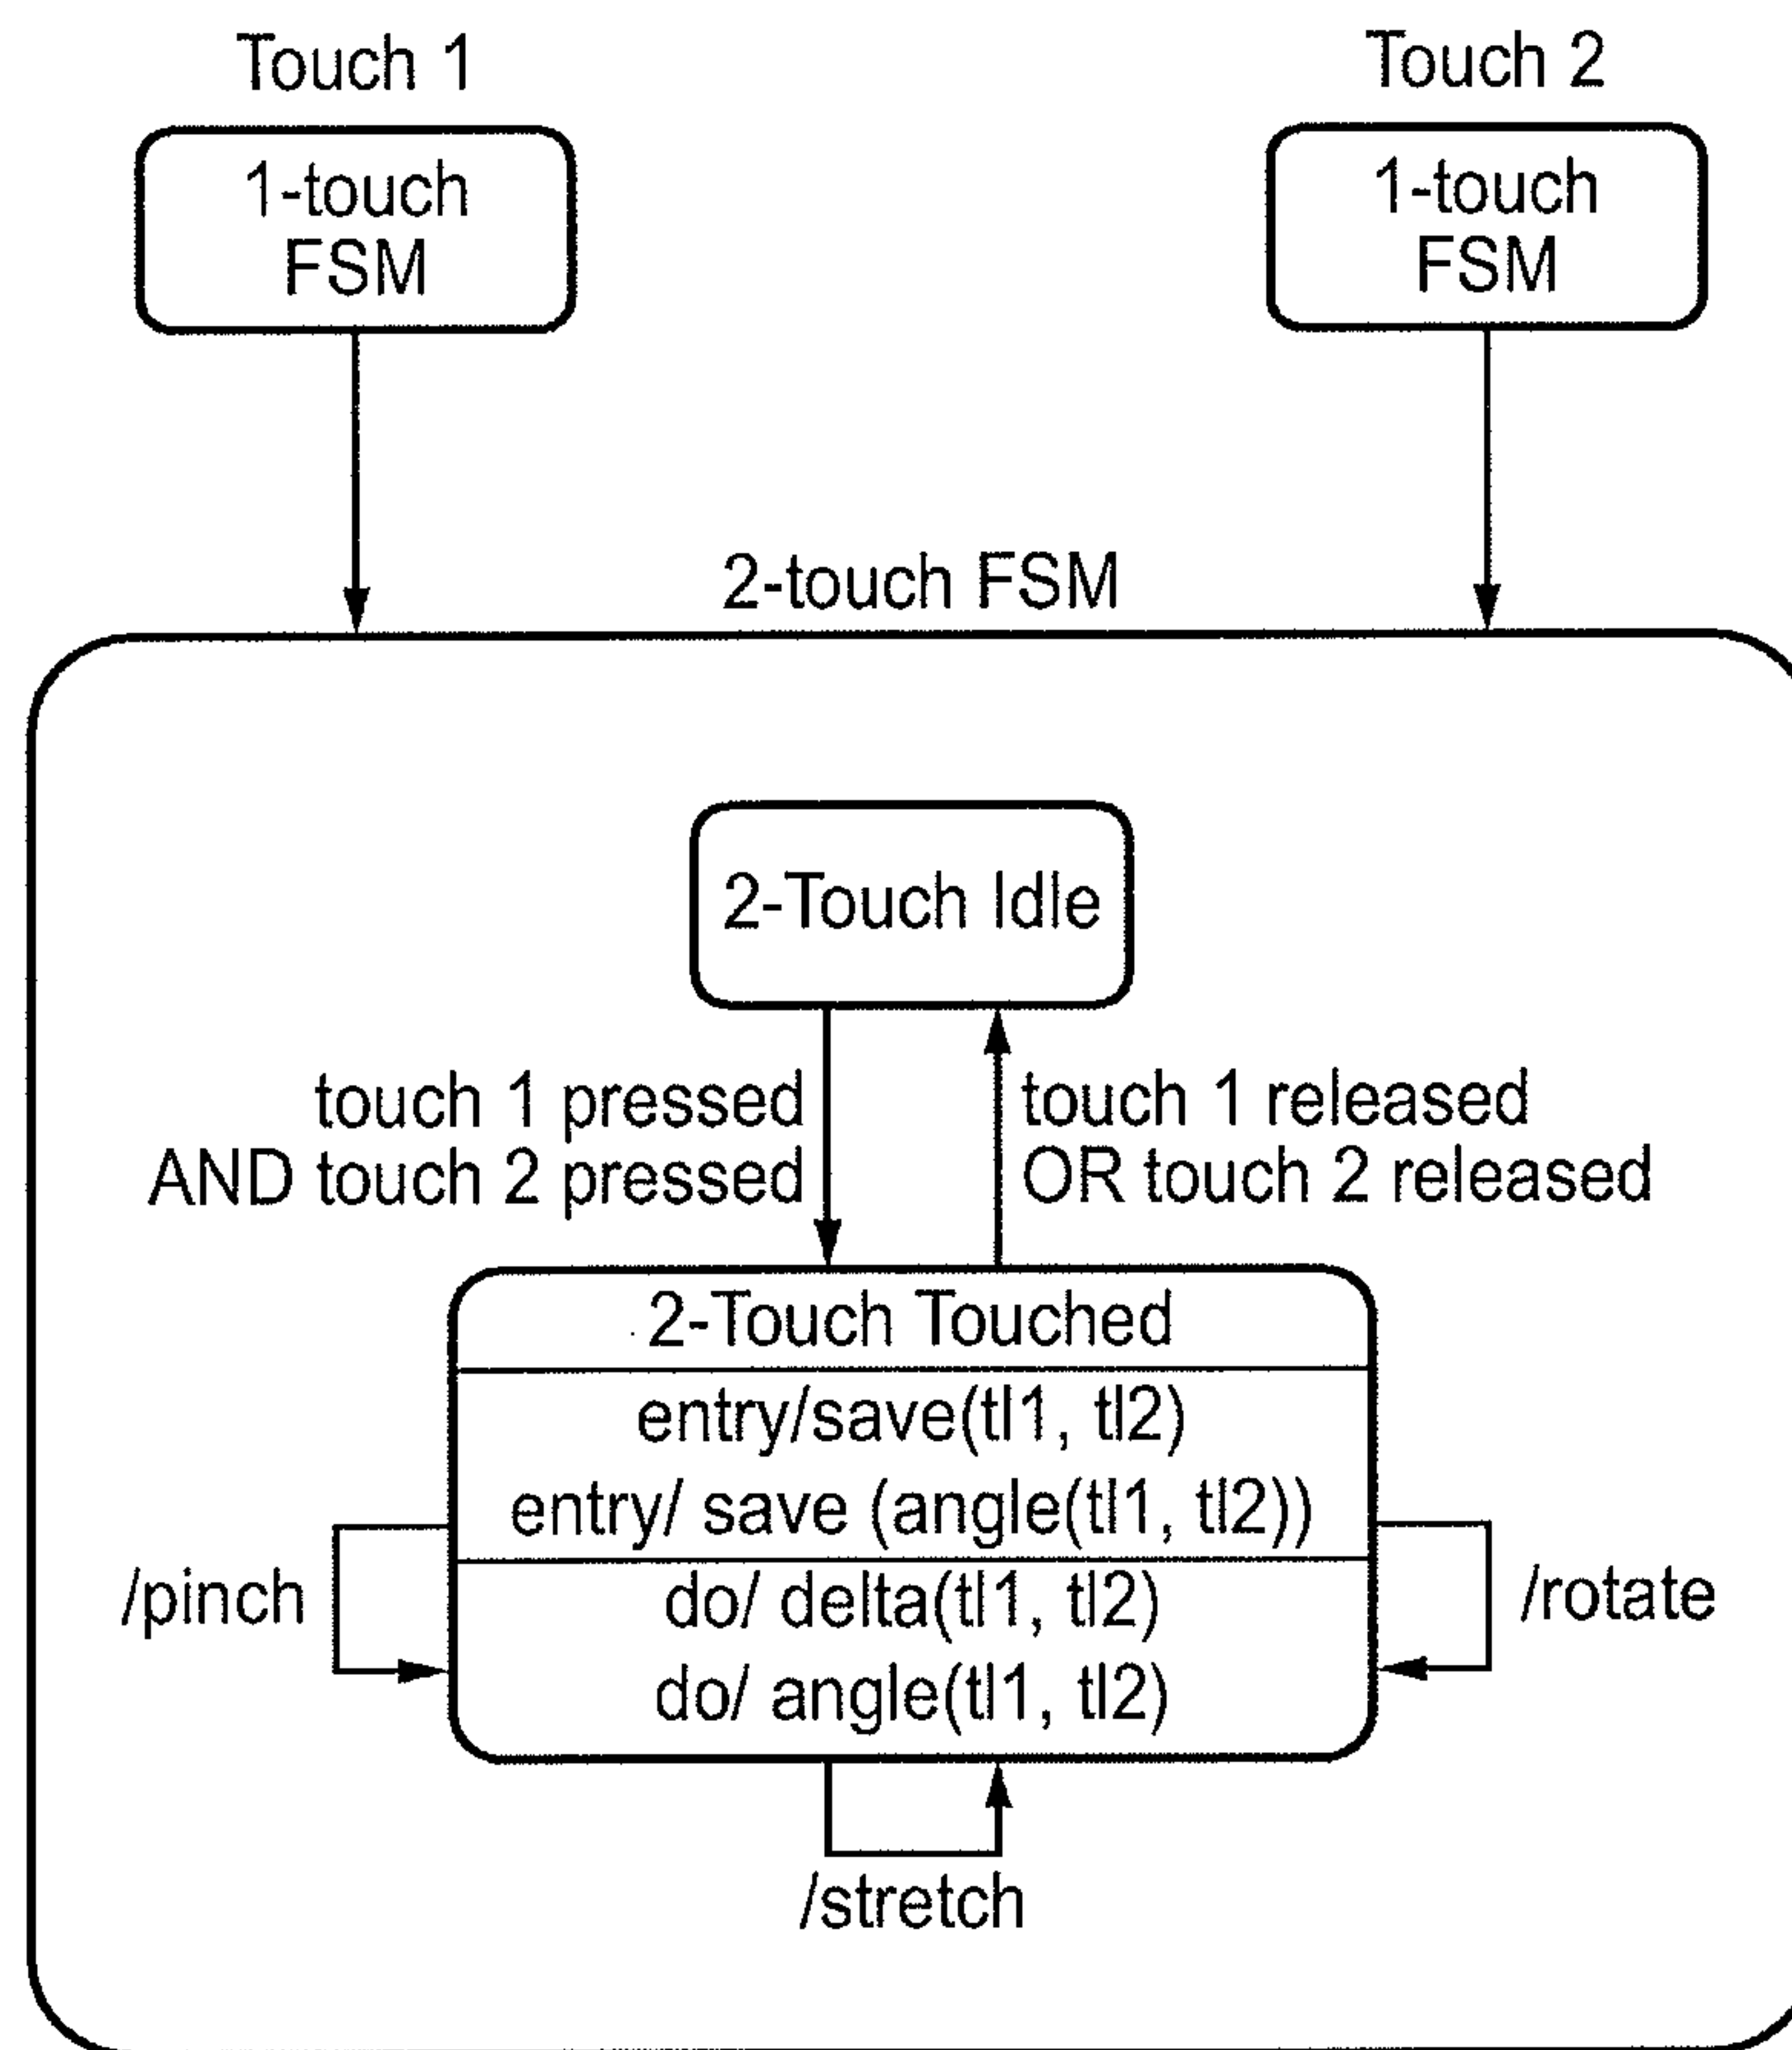 Touch 1
Touch 2
1-touch
FSM
1-touch
FSM
2-touch FSM
2-Touch Idle
touch 1 pressed
AND touch 2 pressed
touch 1 released
OR touch 2 released
2-Touch Touched
entry/save(tl1, tl2)
entry/ save (angle(tl1, tl2))
do/ delta(tl1, tl2)
do/ angle(tl1, tl2)
/pinch
/rotate
/stretch